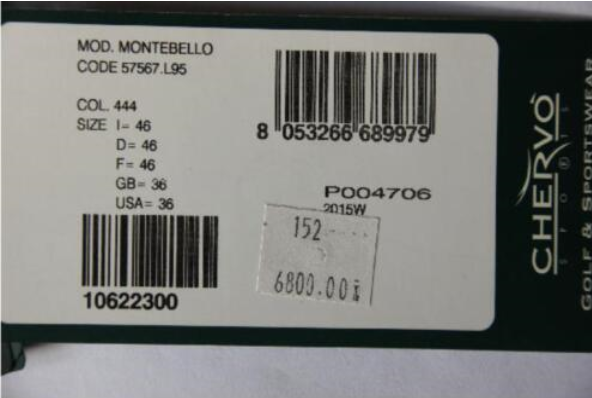 MOD. MONTEBELLO
CODE 57567.L95
COL. 444
SIZE I= 46
D= 46
F= 46
GB= 36
USA= 36
8 053266 689979
P004706
2015W
152
6800.00
10622300
CHERVÒ
SPORTS
GOLF & SPORTSWEAR